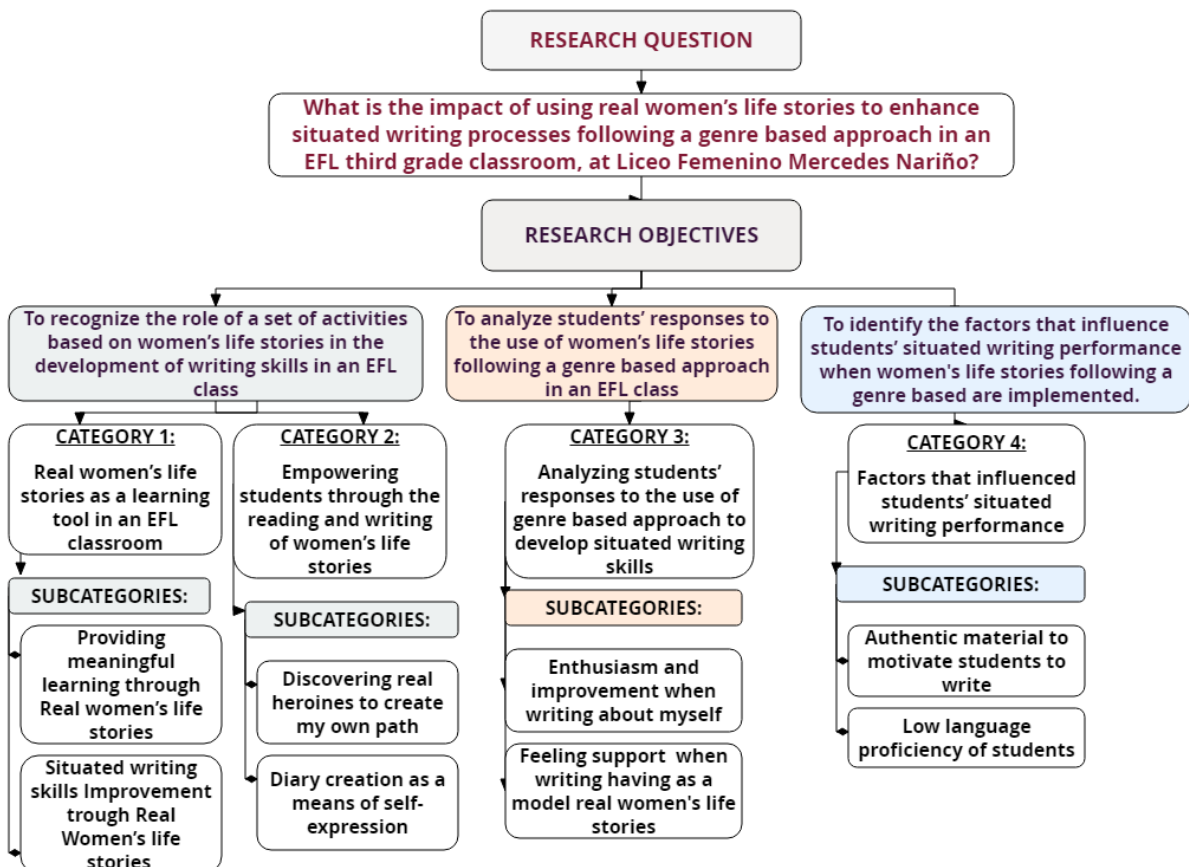 RESEARCH QUESTION
What is the impact of using real women’s life stories to enhance
situated writing processes following a genre based approach in an
EFL third grade classroom, at Liceo Femenino Mercedes Nariño?
RESEARCH OBJECTIVES
To recognize the role of a set of activities
based on women’s life stories in the
development of writing skills in an EFL
class
To analyze students’ responses to
the use of women’s life stories
following a genre based approach
in an EFL class
To identify the factors that influence
students’ situated writing performance
when women's life stories following a
genre based are implemented.
CATEGORY 1:
Real women’s life
stories as a learning
tool in an EFL
classroom
CATEGORY 2:
Empowering
students through the
reading and writing
of women’s life
stories
CATEGORY 3:
Analyzing students’
responses to the use of
genre based approach to
develop situated writing
skills
CATEGORY 4:
Factors that influenced
students’ situated
writing performance
SUBCATEGORIES:
Providing
meaningful
learning through
Real women’s life
stories
Situated writing
skills Improvement
trough Real
Women’s life
stories
SUBCATEGORIES:
Discovering real
heroines to create
my own path
Diary creation as a
means of self-
expression
SUBCATEGORIES:
Enthusiasm and
improvement when
writing about myself
Feeling support when
writing having as a
model real women's life
stories
SUBCATEGORIES:
Authentic material to
motivate students to
write
Low language
proficiency of students